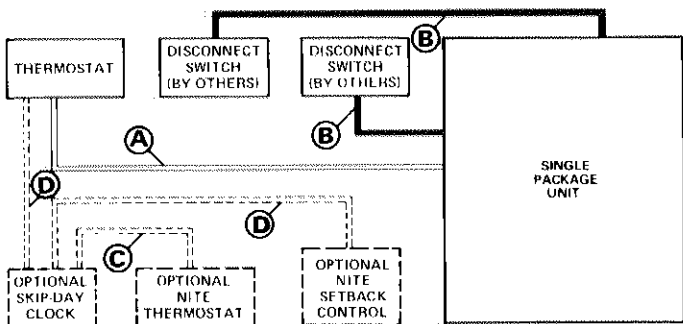 B
THERMOSTAT
DISCONNECT
SWITCH
(BY OTHERS)
DISCONNECT
SWITCH
(BY OTHERS)
B
A
SINGLE
PACKAGE
UNIT
D
D
C
OPTIONAL
SKIP-DAY
CLOCK
OPTIONAL
NITE
THERMOSTAT
OPTIONAL
NITE
SETBACK
CONTROL